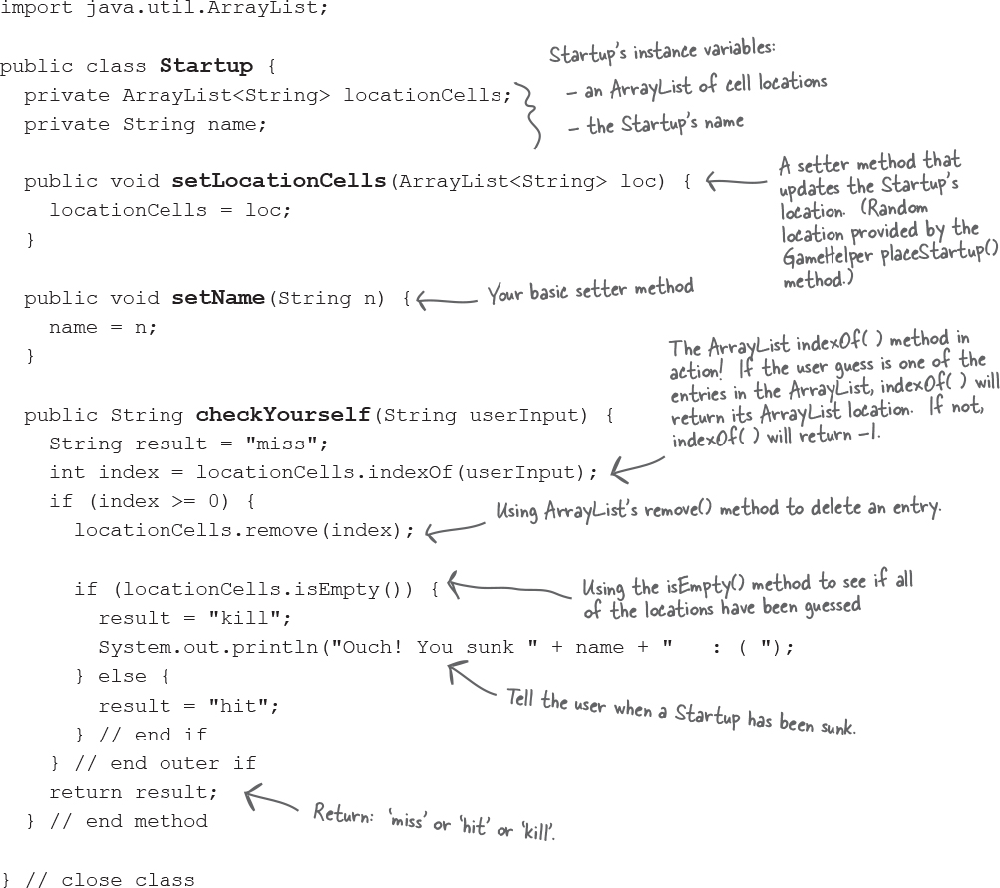 import java.util.ArrayList;
public class Startup {
private ArrayList<String> locationCells;
private String name;
Startup's instance variables:
– an ArrayList of cell locations
– the Startup's name
public void setLocationCells(ArrayList<String> loc) {
locationCells = loc;
}
A setter method that
updates the Startup's
location. (Random
location provided by the
GameHelper placeStartup()
method.)
public void setName(String n) {
name = n;
}
Your basic setter method
public String checkYourself(String userInput) {
String result = "miss";
int index = locationCells.indexOf(userInput);
The ArrayList indexOf( ) method in
action! If the user guess is one of the
entries in the ArrayList, indexOf( ) will
return its ArrayList location. If not,
indexOf( ) will return –1.
if (index >= 0) {
locationCells.remove(index);
Using ArrayList's remove() method to delete an entry.
if (locationCells.isEmpty()) {
Using the isEmpty() method to see if all
of the locations have been guessed
result = "kill";
System.out.println("Ouch! You sunk " + name + "   : ( ");
} else {
Tell the user when a Startup has been sunk.
result = "hit";
} // end if
} // end outer if
return result;
Return: 'miss' or 'hit' or 'kill'.
} // end method
} // close class